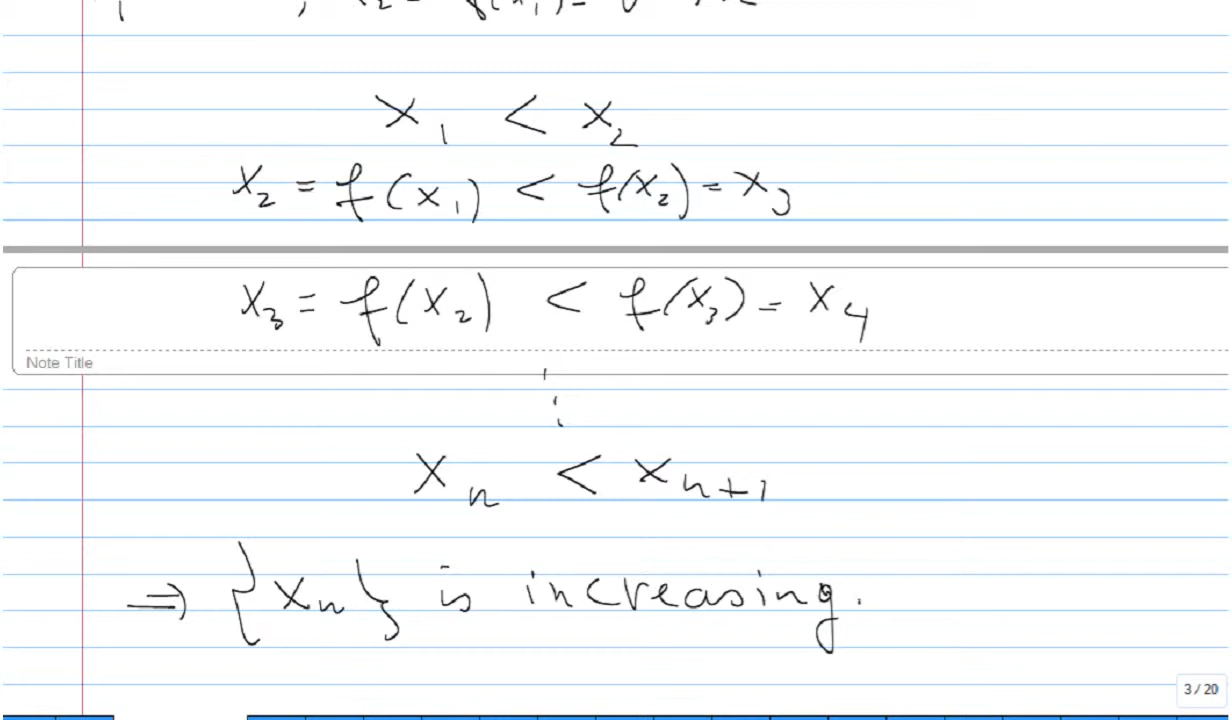 x₁ < x₂
x₂ = f(x₁) < f(x₂) = x₃
x₃ = f(x₂) < f(x₃) = x₄
Note Title
⋮
xₙ < xₙ₊₁
⇒ {xₙ} is increasing.
3 / 20